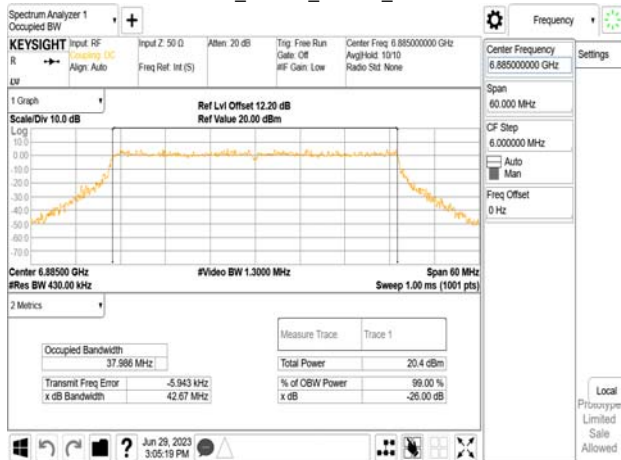 Spectrum Analyzer 1
Occupied BW
Frequency
KEYSIGHT
R
Input: RF
Coupling: DC
Align: Auto
Input Z: 50 Ω
Freq Ref: Int (S)
Atten: 20 dB
Trig: Free Run
Gate: Off
#IF Gain: Low
Center Freq: 6.885000000 GHz
Avg|Hold: 10/10
Radio Std: None
1 Graph
Scale/Div 10.0 dB
Ref Lvl Offset 12.20 dB
Ref Value 20.00 dBm
Log
10.0
0.00
-10.0
-20.0
-30.0
-40.0
-50.0
-60.0
-70.0
Center 6.88500 GHz
#Res BW 430.00 kHz
#Video BW 1.3000 MHz
Span 60 MHz
Sweep 1.00 ms (1001 pts)
2 Metrics
Measure Trace Trace 1
Occupied Bandwidth
37.986 MHz
Total Power 20.4 dBm
Transmit Freq Error -5.943 kHz
% of OBW Power 99.00 %
x dB Bandwidth 42.67 MHz
x dB -26.00 dB
Jun 29, 2023
3:05:19 PM
Center Frequency
6.885000000 GHz
Settings
Span
60.000 MHz
CF Step
6.000000 MHz
Auto
Man
Freq Offset
0 Hz
Local
Prototype
Limited
Sale
Allowed